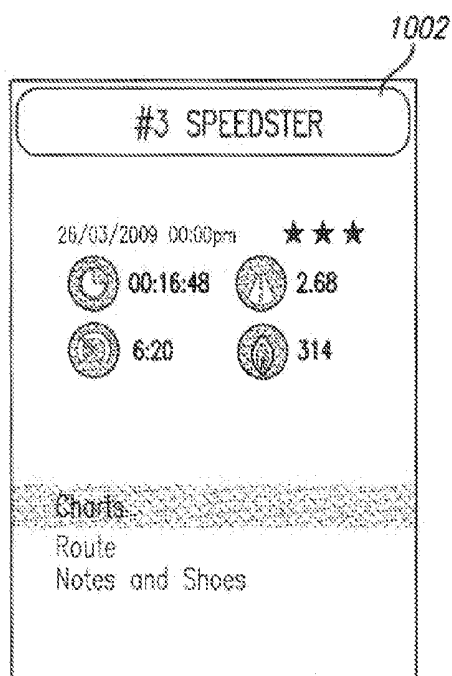 1002
#3 SPEEDSTER
26/03/2009 00:00pm ★★★
00:16:48 2.68
6:20 314
Charts...
Route
Notes and Shoes